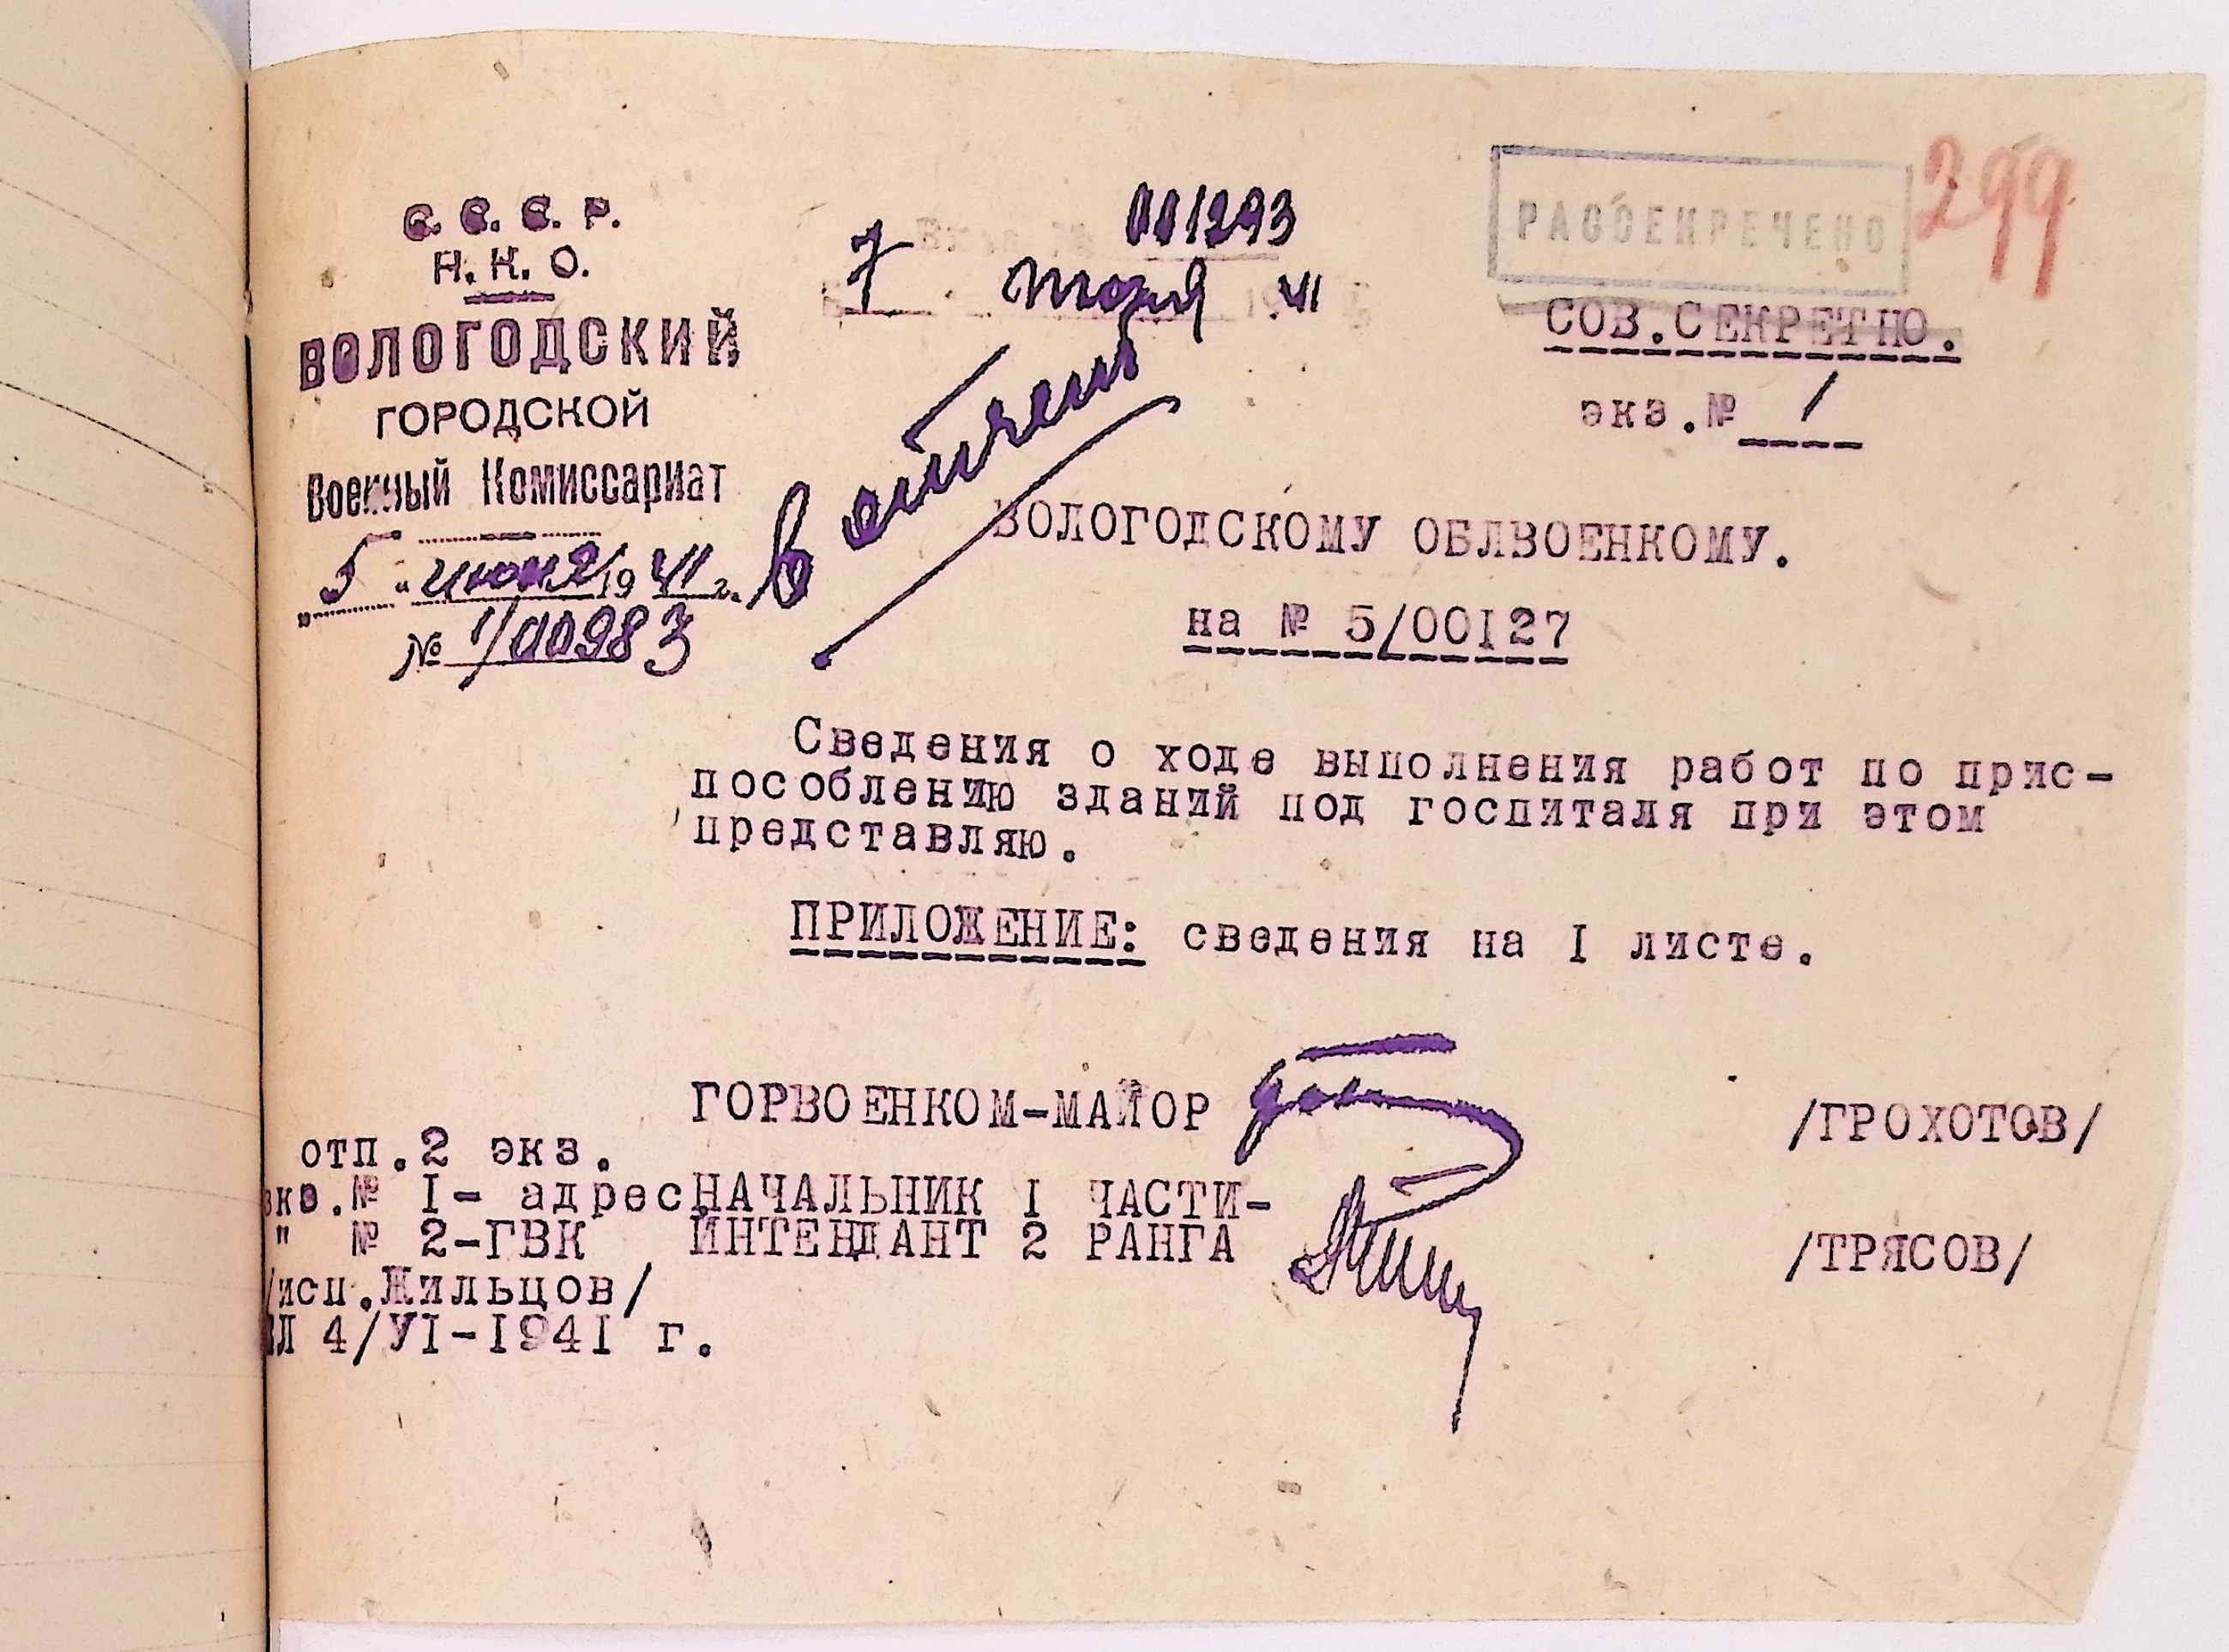 С. С. С. Р.
Н. К. О.
ВОЛОГОДСКИЙ
ГОРОДСКОЙ
Военный Комиссариат
„5“ июня 1941 г.
№ 1/00983
001293
7 июня 41
РАССЕКРЕЧЕНО
299
СОВ.СЕКРЕТНО.
экз.№ 1
В
ВОЛОГОДСКОМУ ОБЛВОЕНКОМУ.
на № 5/00I27
Сведения о ходе выполнения работ по прис-
пособлению зданий под госпиталя при этом
представляю.
ПРИЛОЖЕНИЕ: сведения на I листе.
ГОРВОЕНКОМ-МАЙОР /ГРОХОТОВ/
НАЧАЛЬНИК I ЧАСТИ-
ИНТЕНДАНТ 2 РАНГА /ТРЯСОВ/
отп.2 экз.
экз.№ I- адрес
" № 2-ГВК
/исп.Жильцов/
4/УI-I94I г.